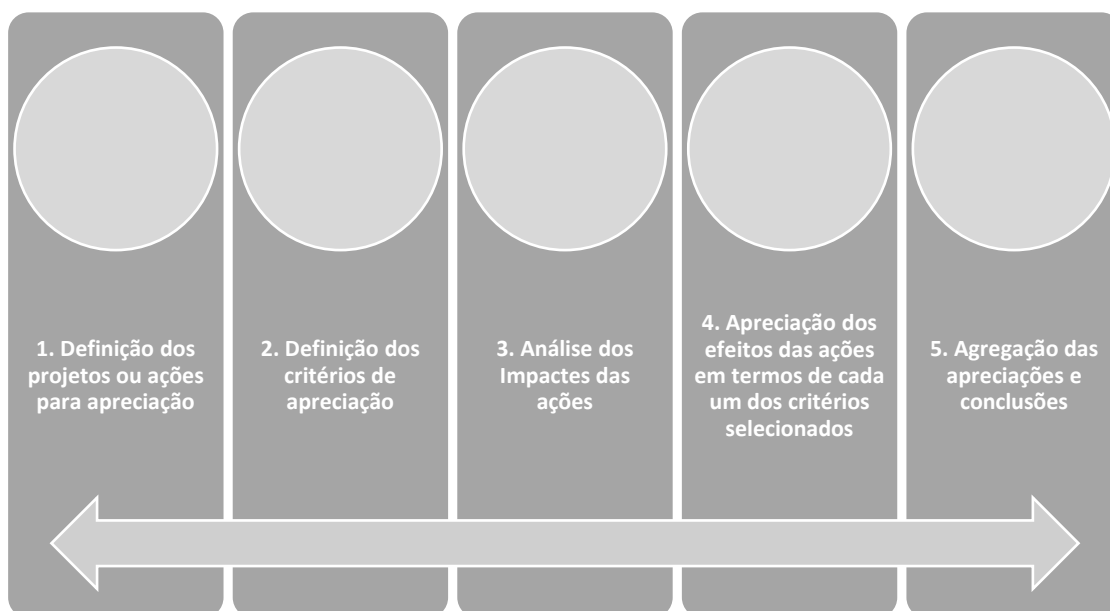 1. Definição dos
projetos ou ações
para apreciação
2. Definição dos
critérios de
apreciação
3. Análise dos
Impactes das
ações
4. Apreciação dos
efeitos das ações
em termos de cada
um dos critérios
selecionados
5. Agregação das
apreciações e
conclusões